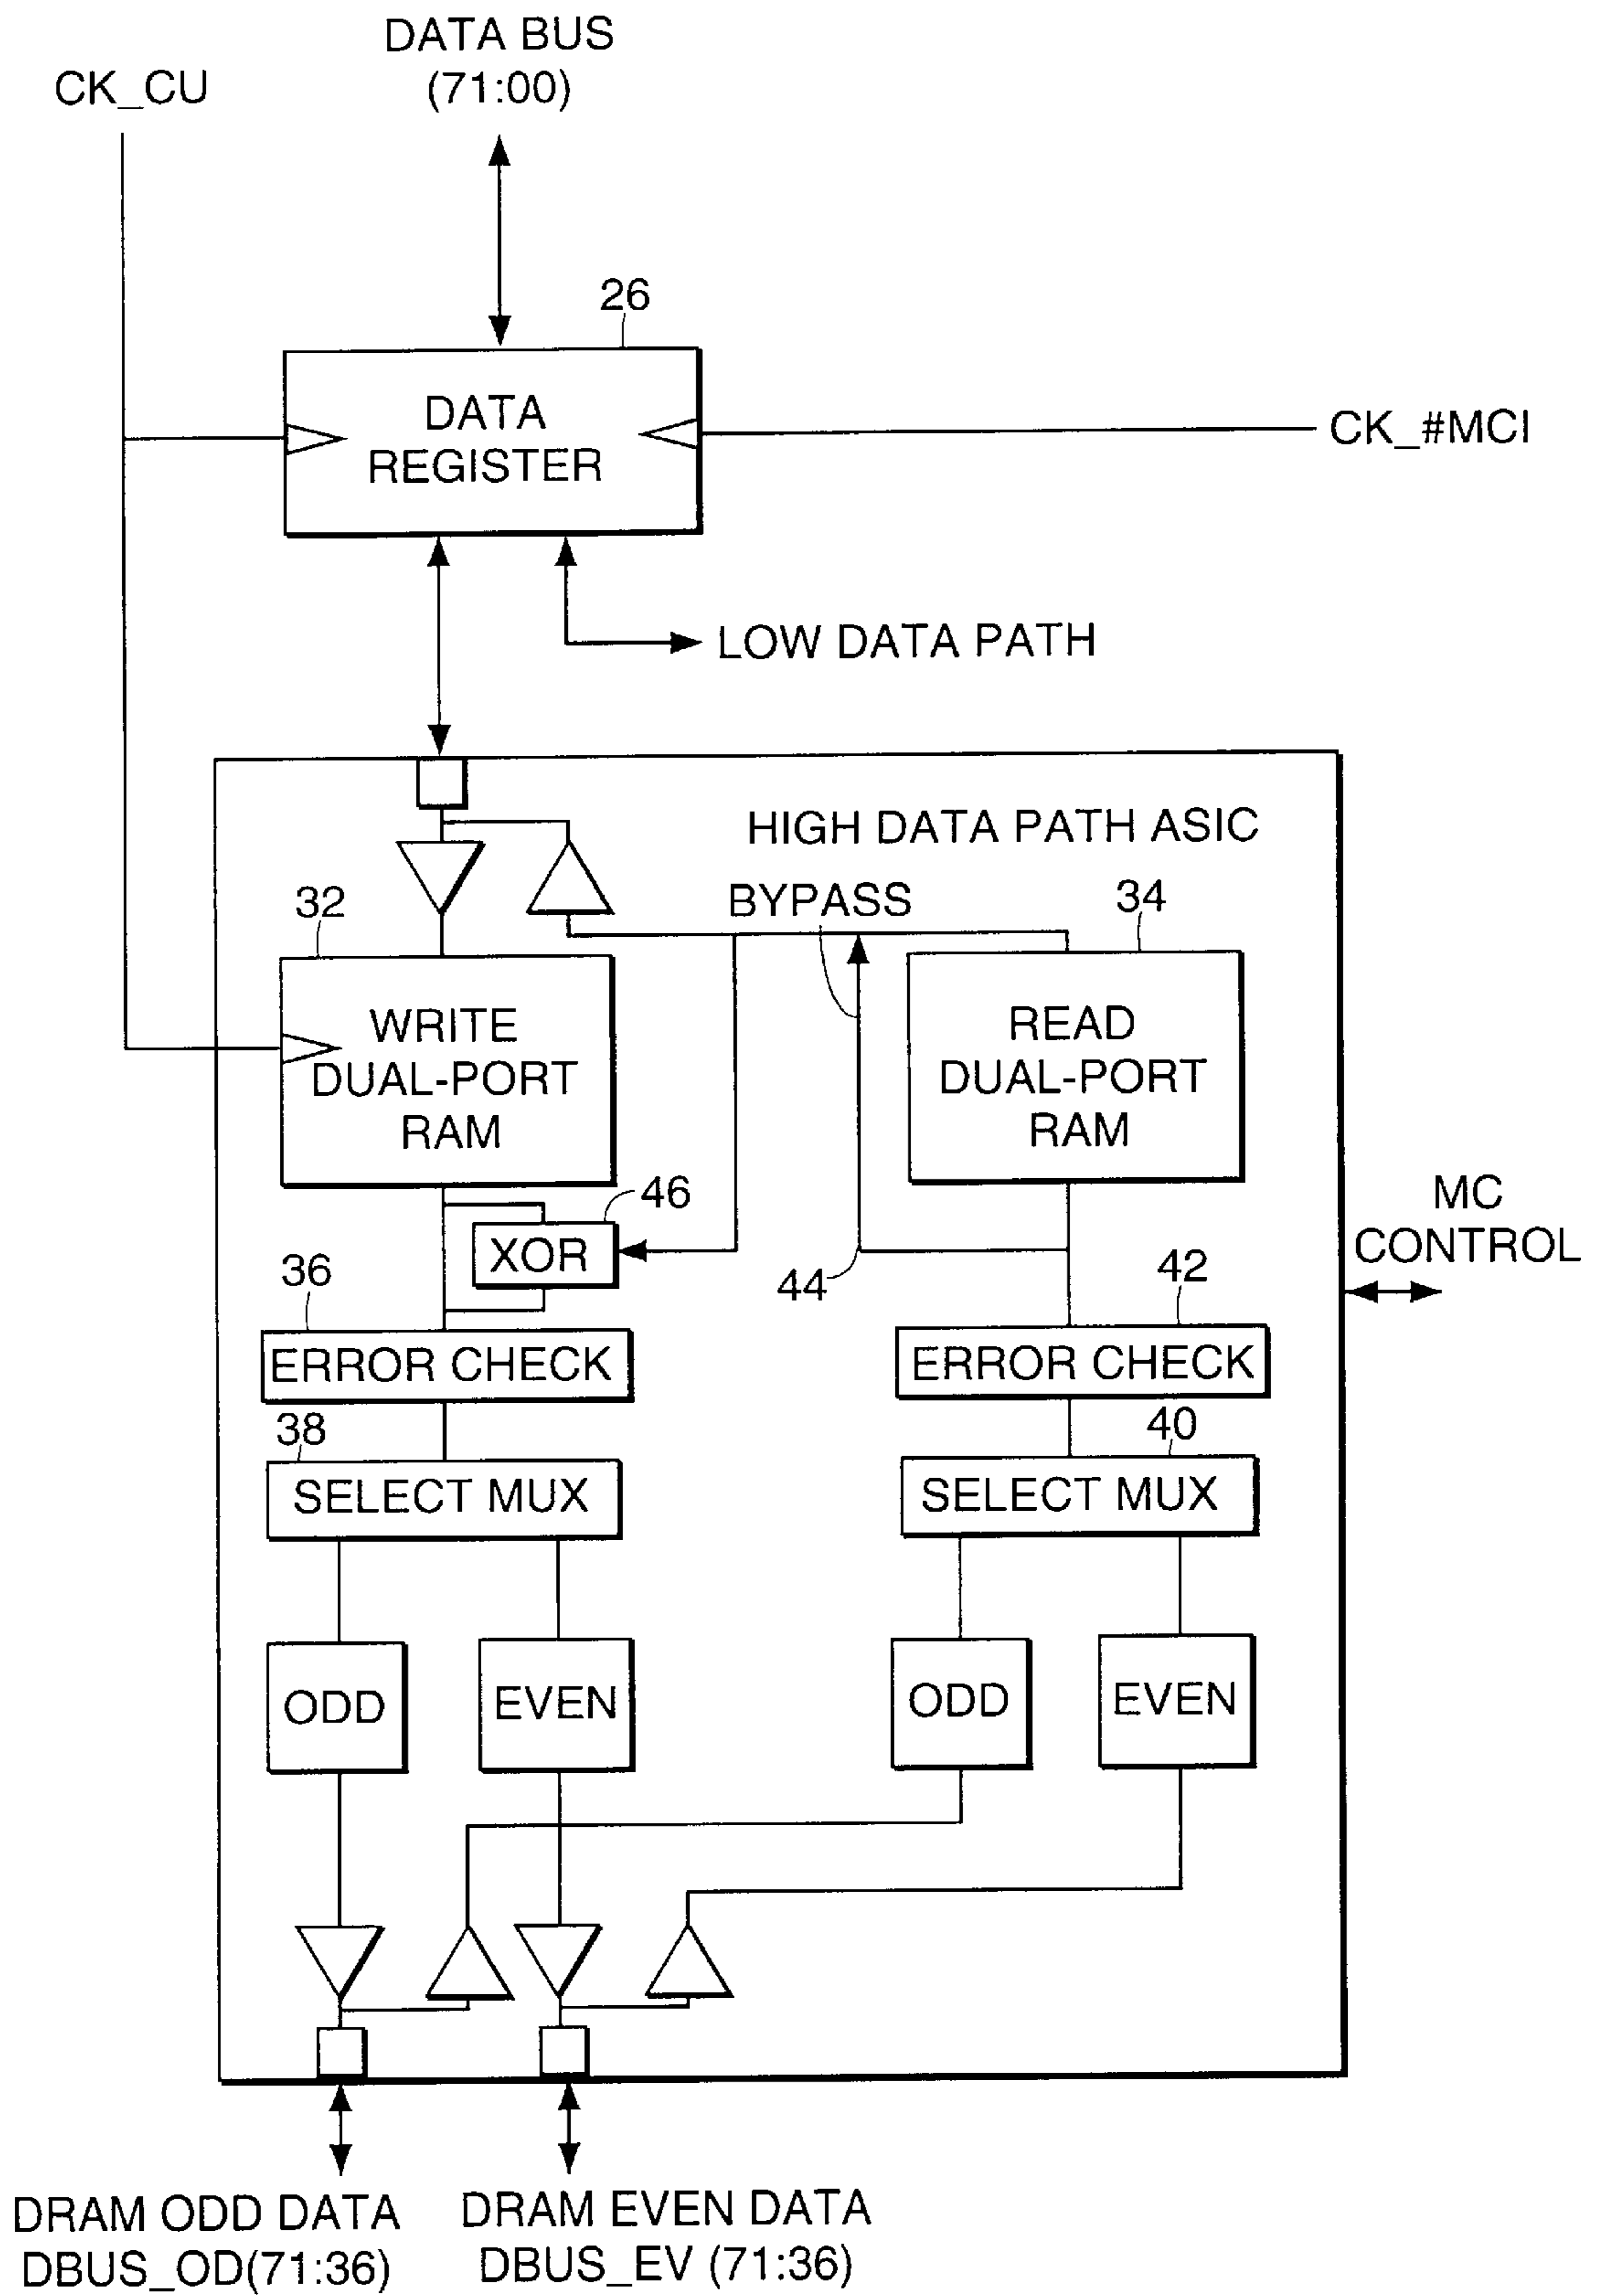 DATA BUS
(71:00)
CK_CU
26
DATA
REGISTER
CK_#MCI
LOW DATA PATH
HIGH DATA PATH ASIC
BYPASS
32
34
WRITE
DUAL-PORT
RAM
READ
DUAL-PORT
RAM
46
XOR
44
MC
CONTROL
36
ERROR CHECK
42
ERROR CHECK
38
SELECT MUX
40
SELECT MUX
ODD
EVEN
ODD
EVEN
DRAM ODD DATA
DBUS_OD(71:36)
DRAM EVEN DATA
DBUS_EV (71:36)